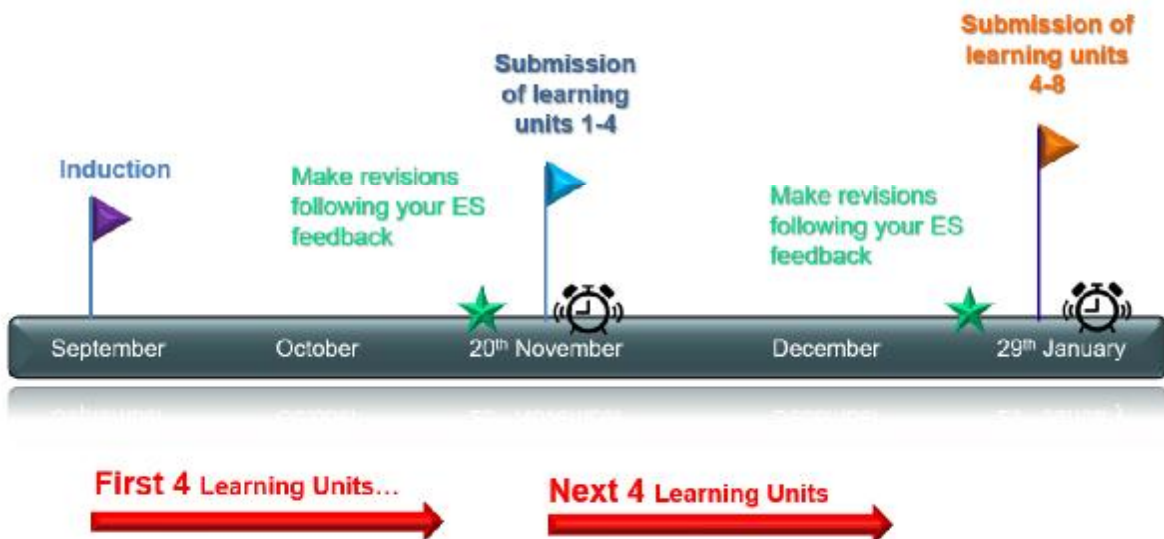 Submission of
learning units
4-8
Submission
of learning
units 1-4
Induction
Make revisions
following your ES
feedback
Make revisions
following your ES
feedback
September
October
20th November
December
29th January
First 4 Learning Units...
Next 4 Learning Units